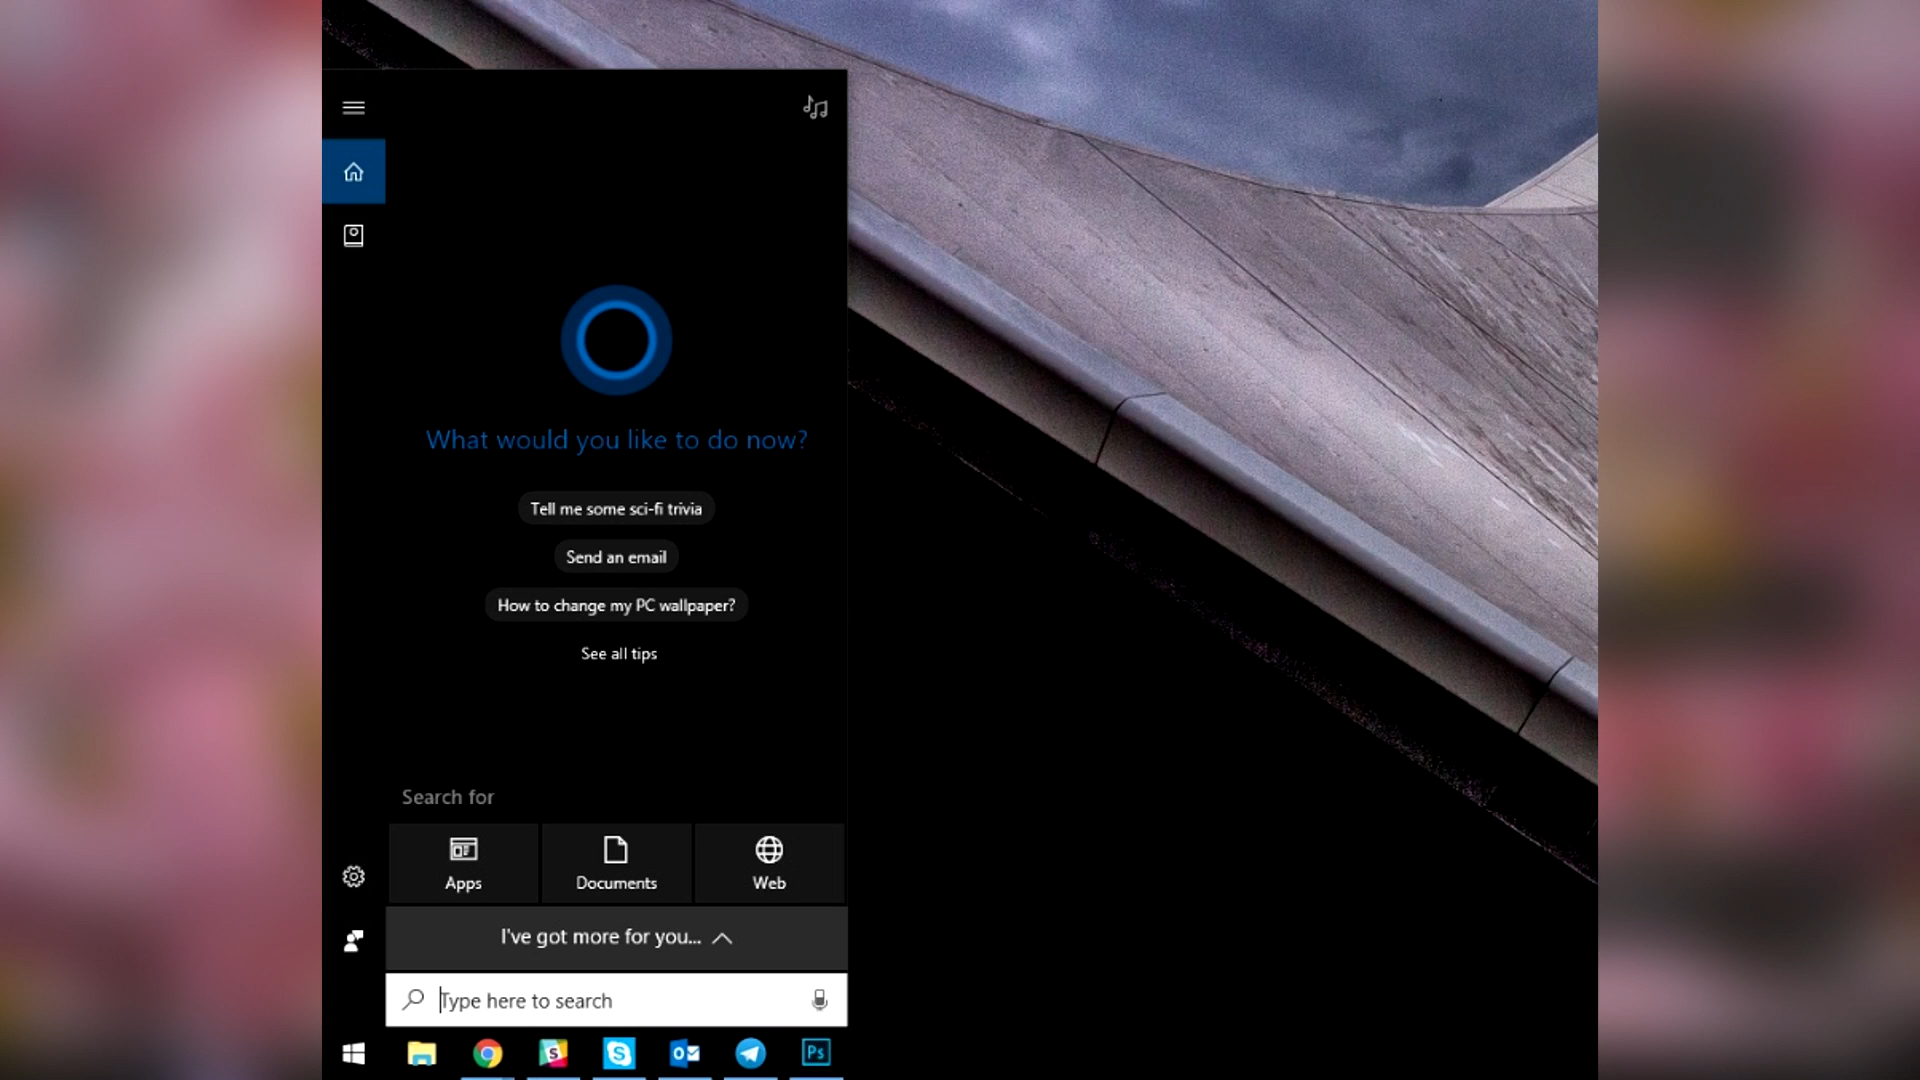 What would you like to do now?
Tell me some sci-fi trivia
Send an email
How to change my PC wallpaper?
See all tips
Search for
Apps
Documents
Web
I've got more for you...
Type here to search
S
S
O
Ps